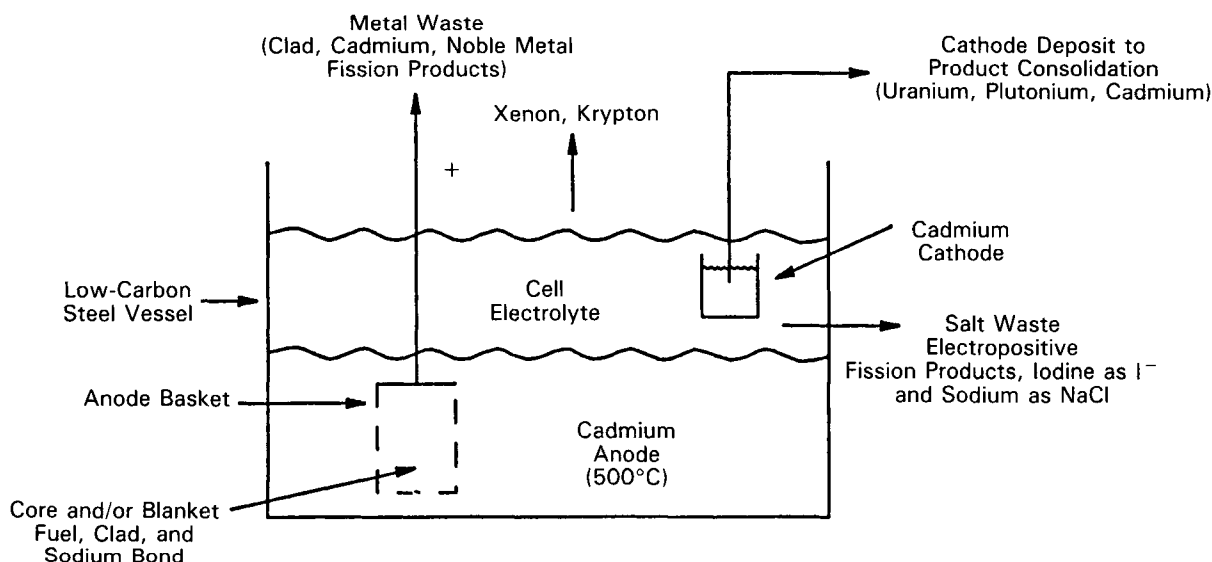 Metal Waste
(Clad, Cadmium, Noble Metal
Fission Products)
Cathode Deposit to
Product Consolidation
(Uranium, Plutonium, Cadmium)
Xenon, Krypton
+
Cadmium
Cathode
Low-Carbon
Steel Vessel
Cell
Electrolyte
Salt Waste
Electropositive
Fission Products, Iodine as I⁻
and Sodium as NaCl
Anode Basket
Cadmium
Anode
(500°C)
Core and/or Blanket
Fuel, Clad, and
Sodium Bond